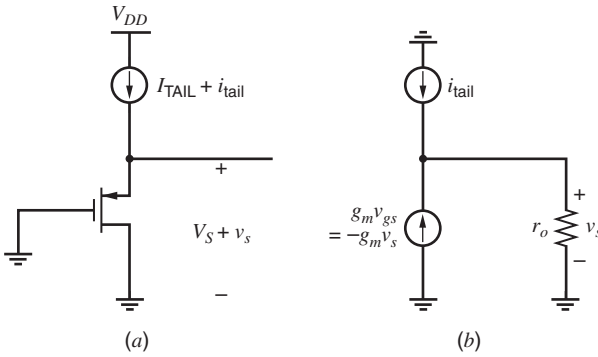 V_DD
I_TAIL + i_tail
+
V_S + v_s
−
(a)
i_tail
g_m v_gs
= −g_m v_s
r_o
+
v_s
−
(b)